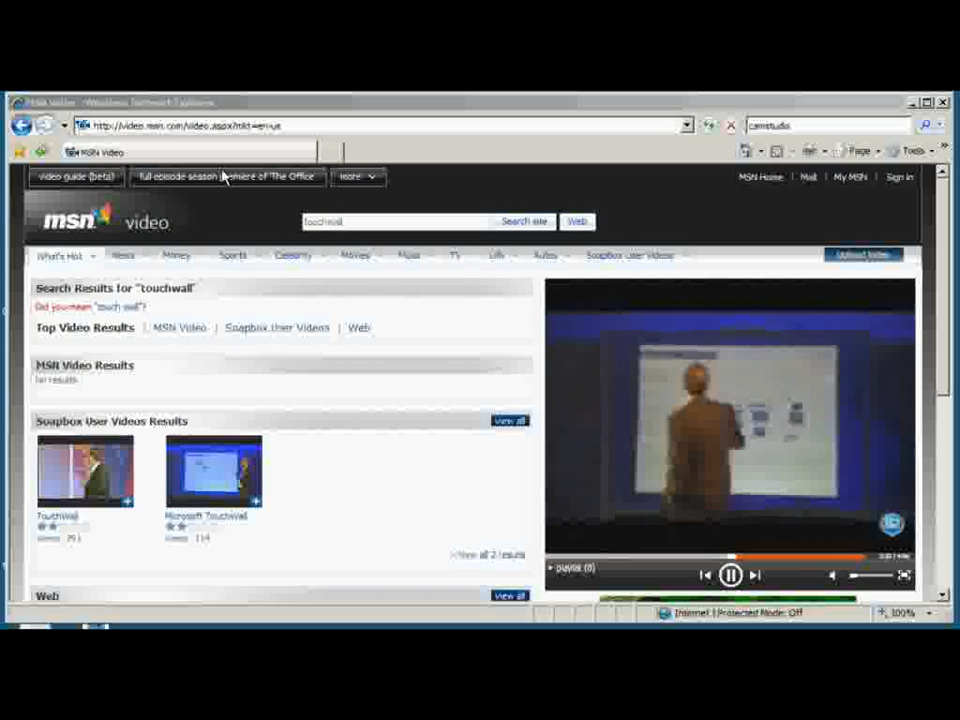 MSN Video - Windows Internet Explorer
http://video.msn.com/video.aspx?mkt=en-us
camstudio
MSN Video
Page Tools
video guide (beta) full episode season premiere of 'The Office' more
MSN Home | Mail | My MSN | Sign in
msn video
touchwall Search site Web
What's Hot News Money Sports Celebrity Movies Music TV Life Autos Soapbox User Videos Upload Video
Search Results for "touchwall"
Did you mean "touch wall"?
Top Video Results | MSN Video | Soapbox User Videos | Web
MSN Video Results
No results
Soapbox User Videos Results view all
TouchWall Microsoft TouchWall
views: 114
View all 2 results
playlist (0)
Web view all
Internet | Protected Mode: Off 100%